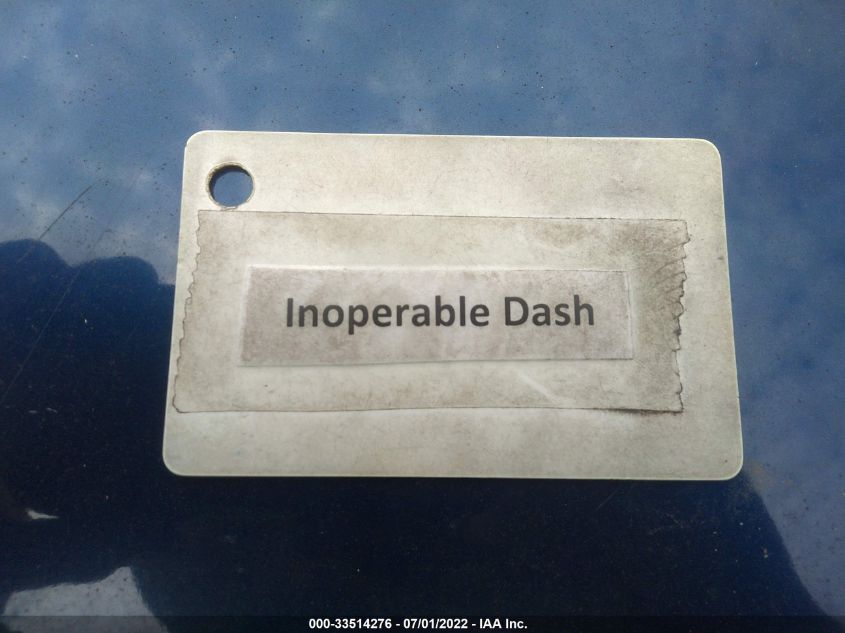 Inoperable Dash
000-33514276 - 07/01/2022 - IAA Inc.